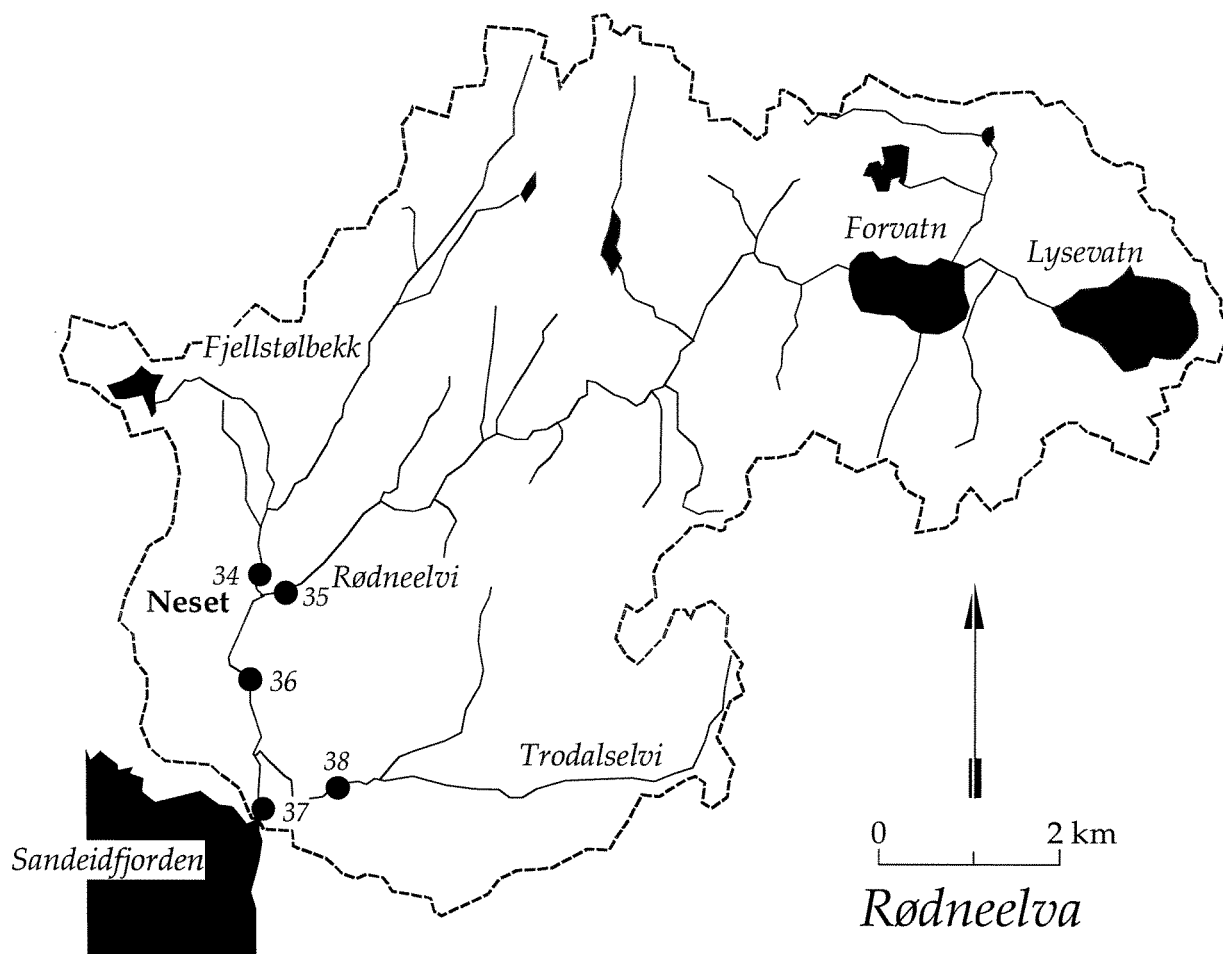 Forvatn
Lysevatn
Fjellstølbekk
34
35
Rødneelvi
Neset
36
Trodalselvi
38
37
Sandeidfjorden
0
2 km
Rødneelva